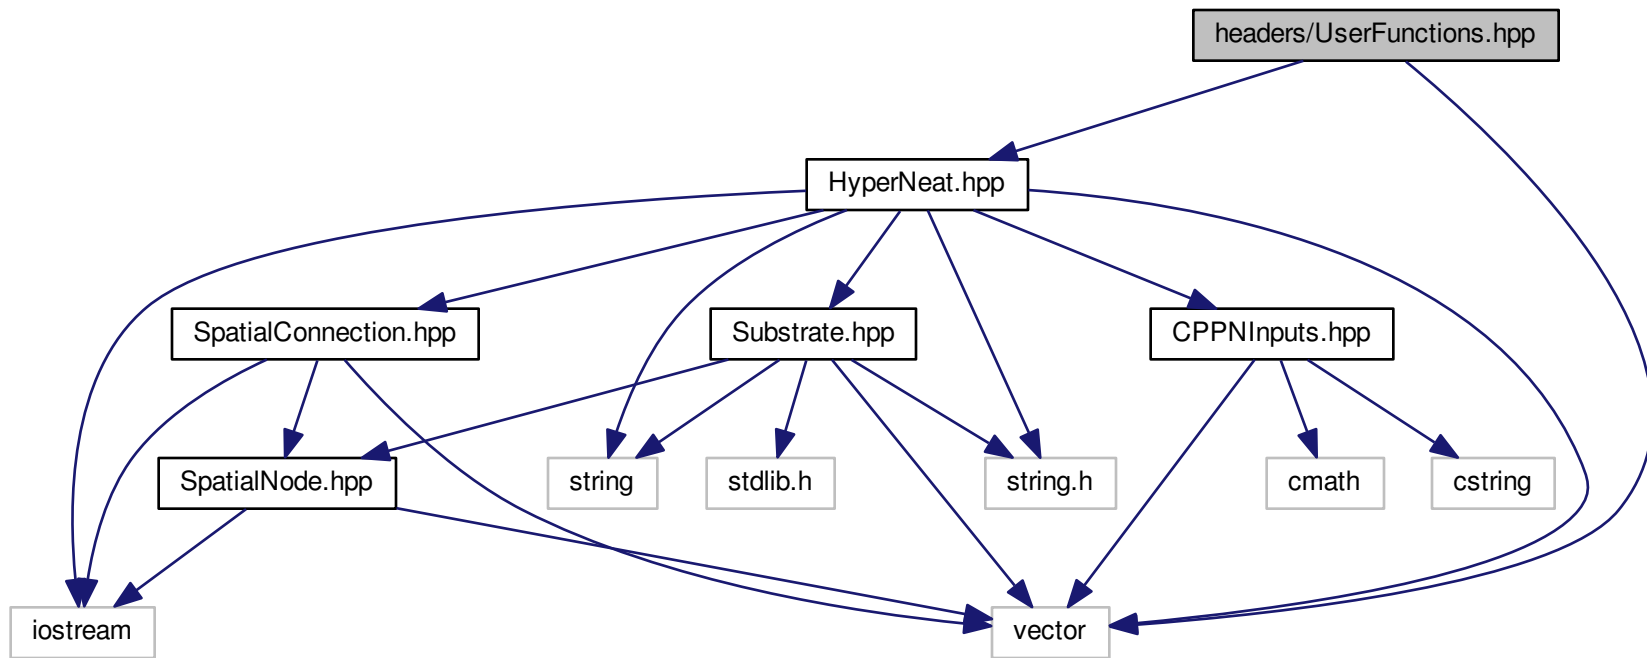 headers/UserFunctions.hpp
HyperNeat.hpp
SpatialConnection.hpp
Substrate.hpp
CPPNInputs.hpp
SpatialNode.hpp
string
stdlib.h
string.h
cmath
cstring
iostream
vector